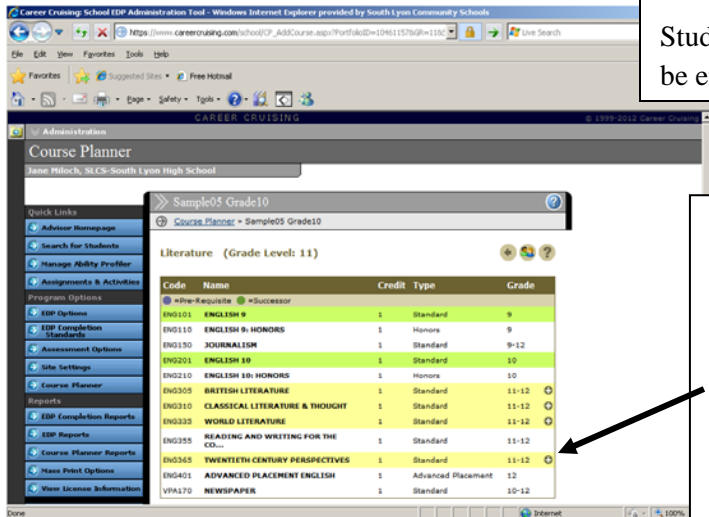 Career Cruising: School EDP Administration Tool - Windows Internet Explorer provided by South Lyon Community Schools
https://www.careercruising.com/school/CP_AddCourse.aspx?PortfolioID=
Live Search
File Edit View Favorites Tools Help
Favorites Suggested Sites Free Hotmail
Page Safety Tools
CAREER CRUISING
© 1999-2012 Career Cruising
Administration
Course Planner
Jane Miloch, SLCS-South Lyon High School
Quick Links
Advisor Homepage
Search for Students
Manage Ability Profiler
Assignments & Activities
Program Options
EDP Options
EDP Completion
Standards
Assessment Options
Site Settings
Course Planner
Reports
EDP Completion Reports
EDP Reports
Course Planner Reports
Mass Print Options
View License Information
Sample05 Grade10
Course Planner » Sample05 Grade10
Literature (Grade Level: 11)
Code Name Credit Type Grade
=Pre-Requisite =Successor
ENG101 ENGLISH 9 1 Standard 9
ENG110 ENGLISH 9: HONORS 1 Honors 9
ENG150 JOURNALISM 1 Standard 9-12
ENG201 ENGLISH 10 1 Standard 10
ENG210 ENGLISH 10: HONORS 1 Honors 10
ENG305 BRITISH LITERATURE 1 Standard 11-12
ENG310 CLASSICAL LITERATURE & THOUGHT 1 Standard 11-12
ENG335 WORLD LITERATURE 1 Standard 11-12
ENG355 READING AND WRITING FOR THE CO... 1 Standard 11-12
ENG365 TWENTIETH CENTURY PERSPECTIVES 1 Standard 11-12
ENG401 ADVANCED PLACEMENT ENGLISH 1 Advanced Placement 12
VPA170 NEWSPAPER 1 Standard 10-12
Done Internet 100%
Stud
be e